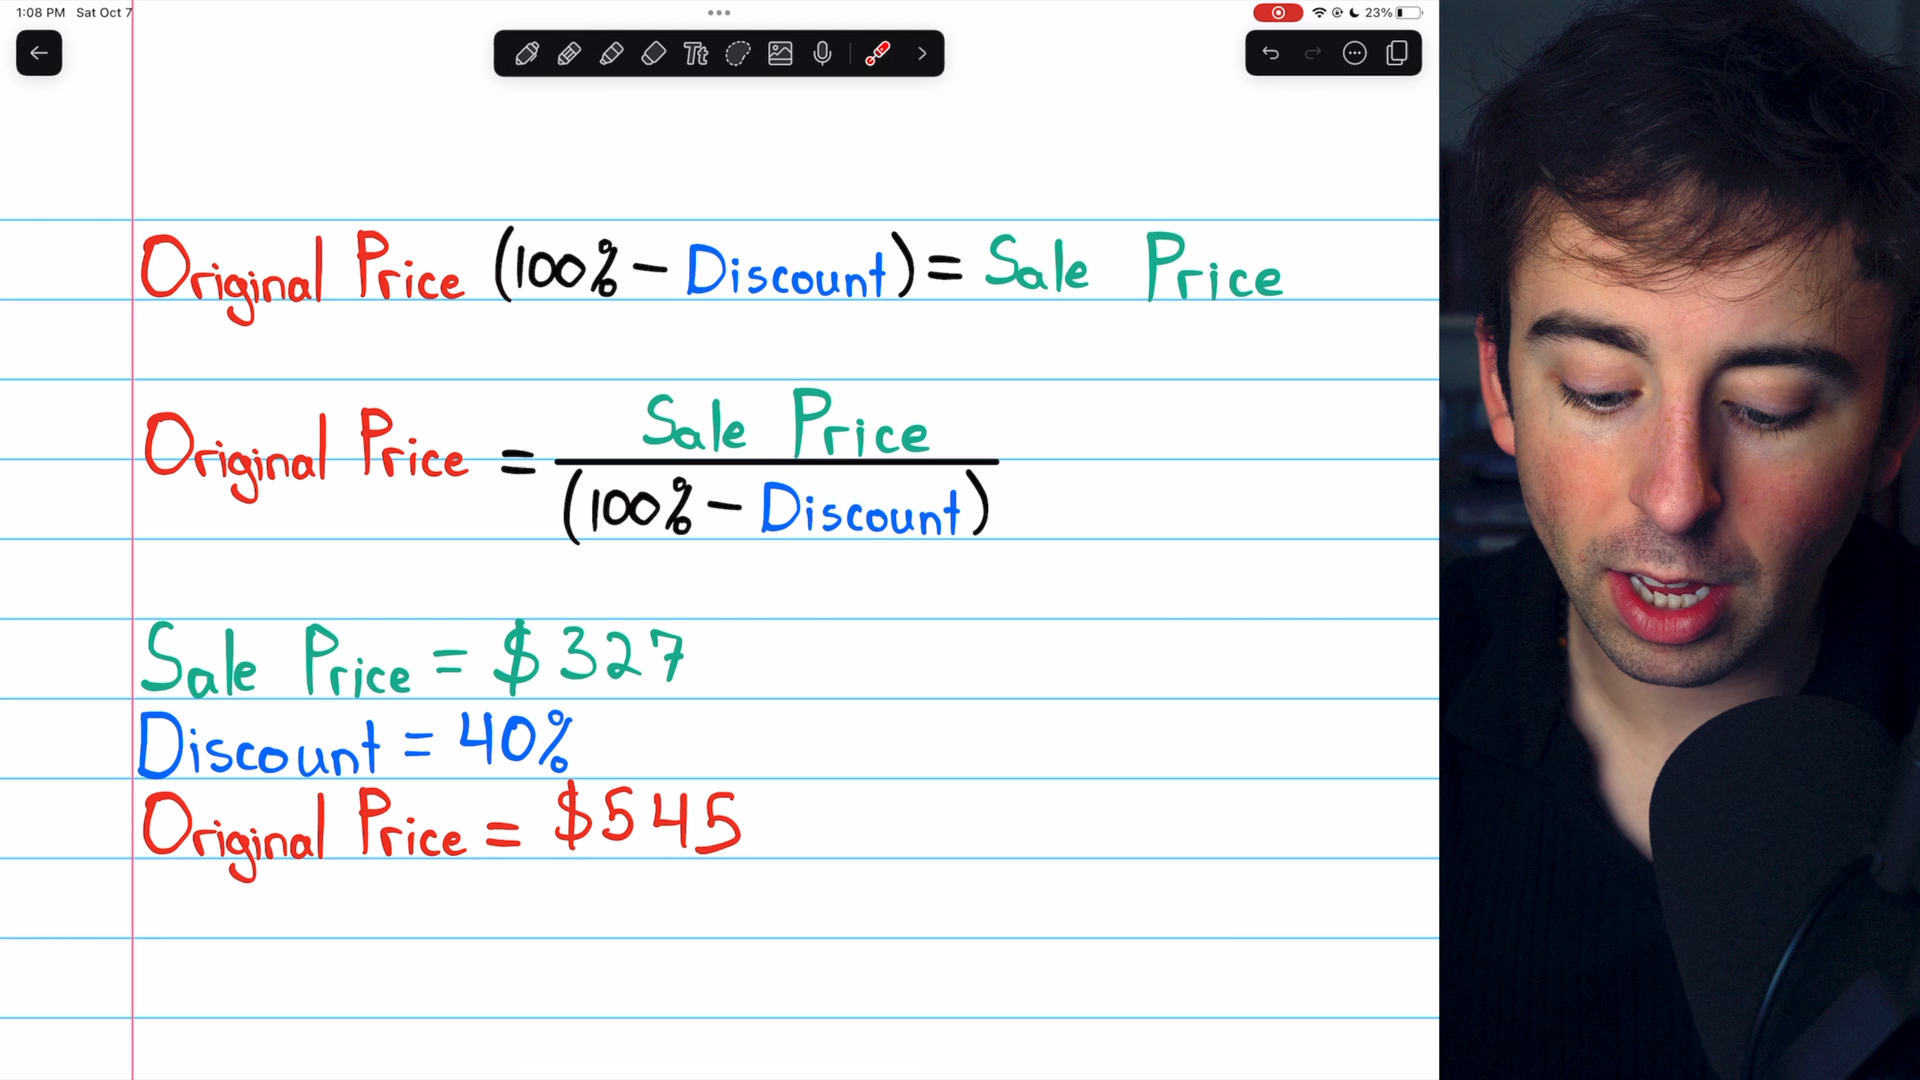 1:08 PM Sat Oct 7
23%
Tt
Original Price (100% - Discount) = Sale Price
Original Price = Sale Price
(100% - Discount)
Sale Price = $327
Discount = 40%
Original Price = $545